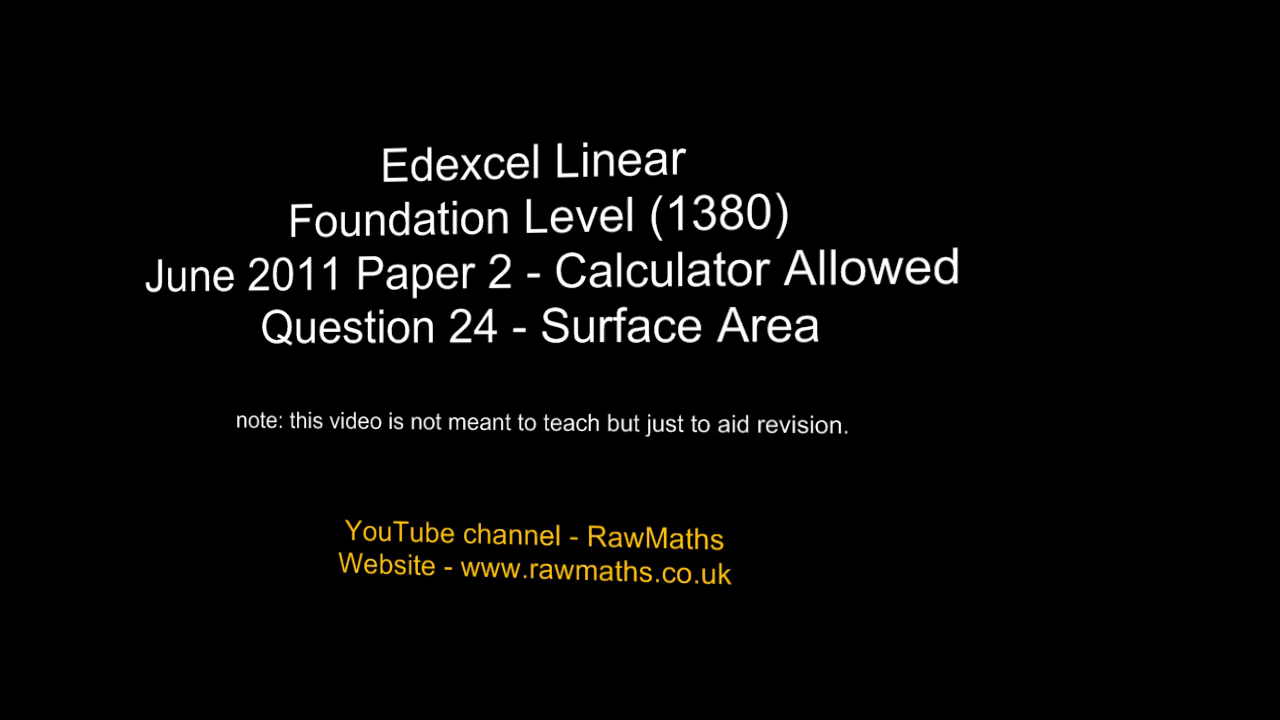 Edexcel Linear
Foundation Level (1380)
June 2011 Paper 2 - Calculator Allowed
Question 24 - Surface Area
note: this video is not meant to teach but just to aid revision.
YouTube channel - RawMaths
Website - www.rawmaths.co.uk